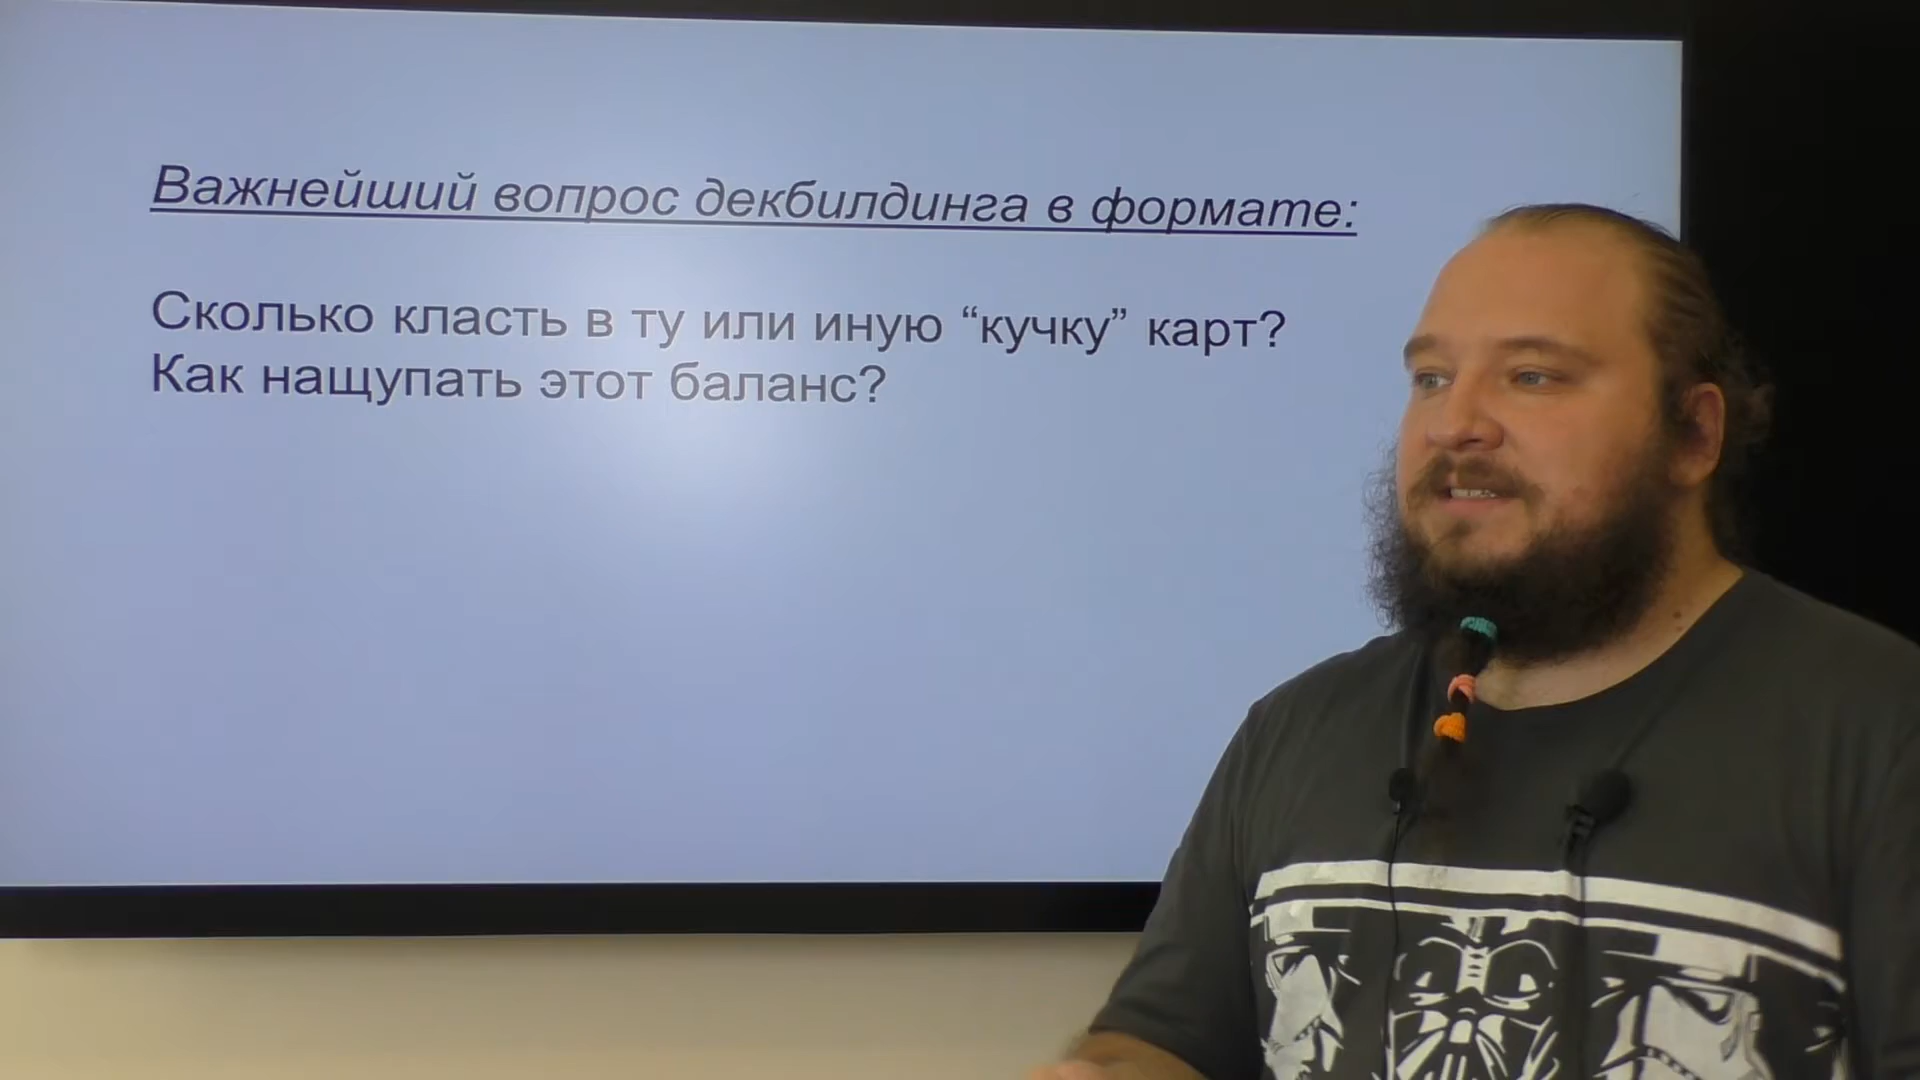 Важнейший вопрос декбилдинга в формате:
Сколько класть в ту или иную “кучку” карт?
Как нащупать этот баланс?